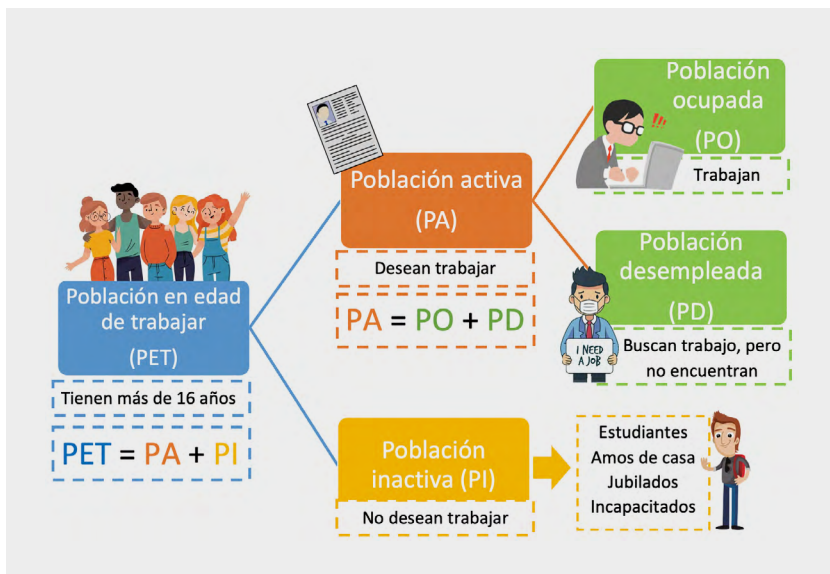 Población en edad
de trabajar
(PET)
Tienen más de 16 años
PET = PA + PI
Población activa
(PA)
Desean trabajar
PA = PO + PD
Población
ocupada
(PO)
Trabajan
Población
desempleada
(PD)
I NEED
A JOB
Buscan trabajo, pero
no encuentran
Población
inactiva (PI)
No desean trabajar
Estudiantes
Amos de casa
Jubilados
Incapacitados